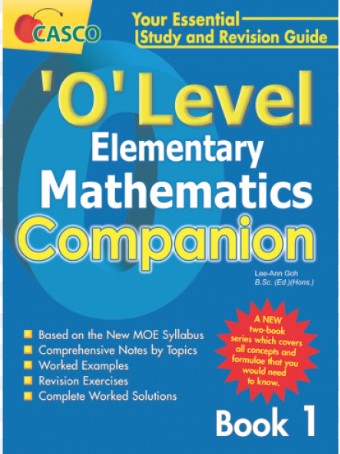 CASCO
Your Essential
Study and Revision Guide
'O' Level
Elementary
Mathematics
Companion
Lee-Ann Goh
B.Sc. (Ed.)(Hons.)
A NEW
two-book
series which covers
all concepts and
formulae that you
would need
to know.
Based on the New MOE Syllabus
Comprehensive Notes by Topics
Worked Examples
Revision Exercises
Complete Worked Solutions
Book 1